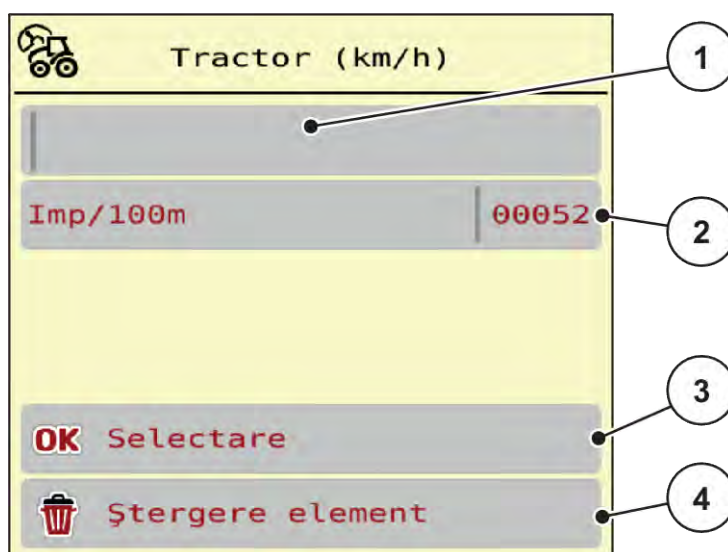 Tractor (km/h)
1
Imp/100m 00052
2
3
OK Selectare
4
Ştergere element